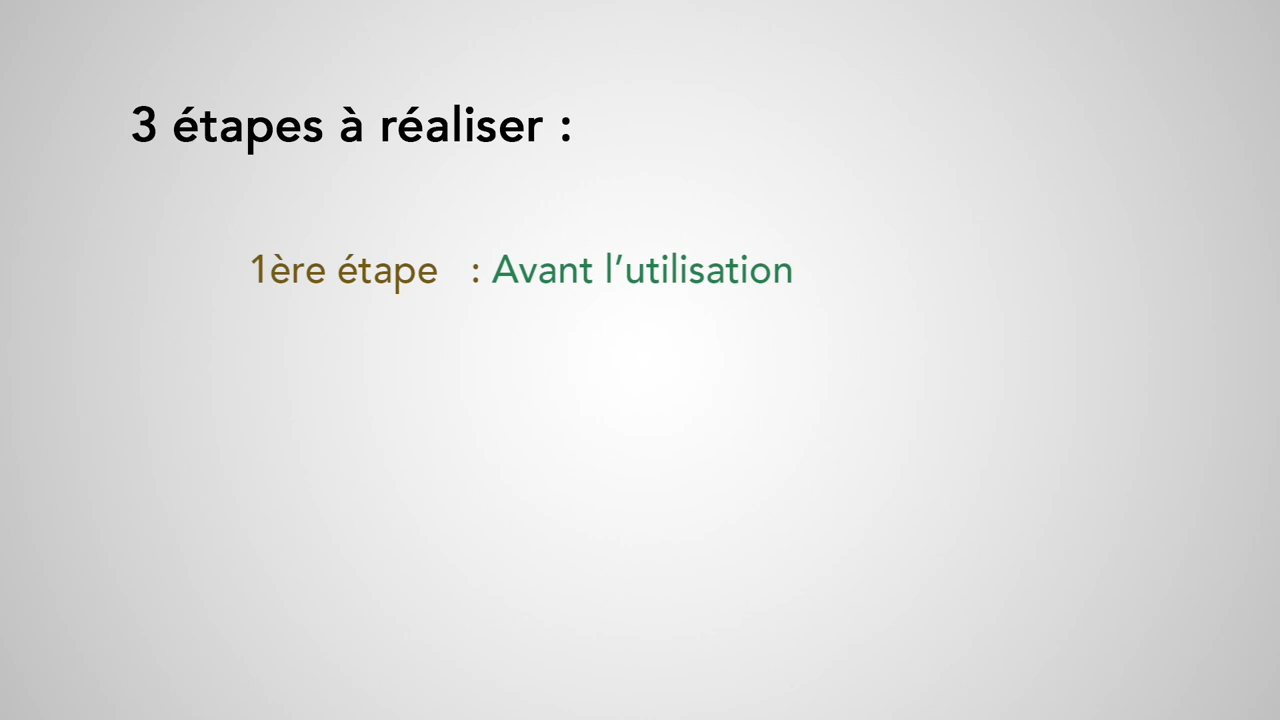 3 étapes à réaliser :
1ère étape : Avant l’utilisation